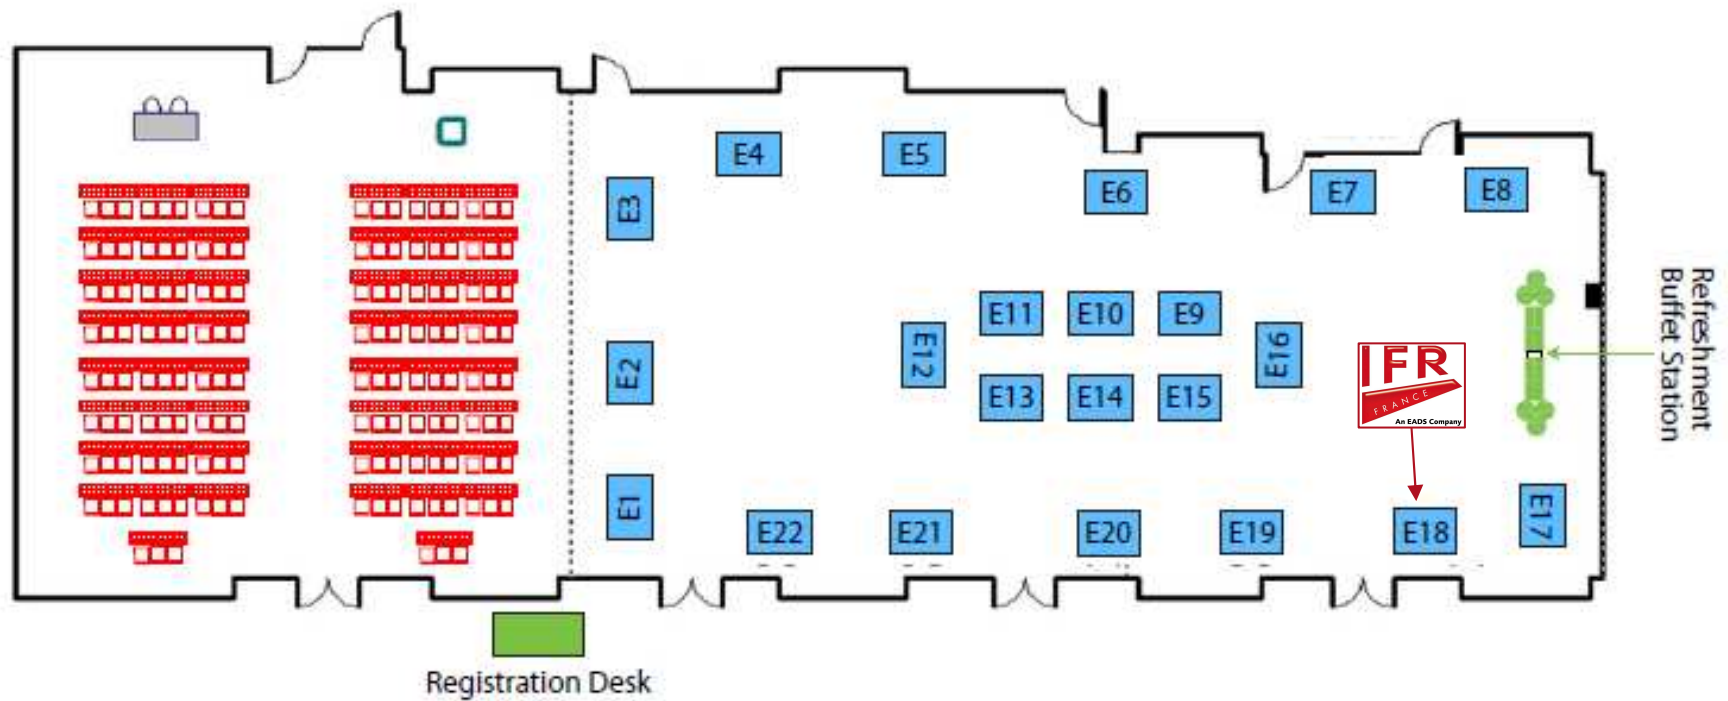 E4
E5
E3
E6
E7
E8
Refreshment
Buffet Station
E11
E10
E9
E12
E16
E2
IFR
FRANCE
An EADS Company
E13
E14
E15
E1
E22
E21
E20
E19
E18
E17
Registration Desk